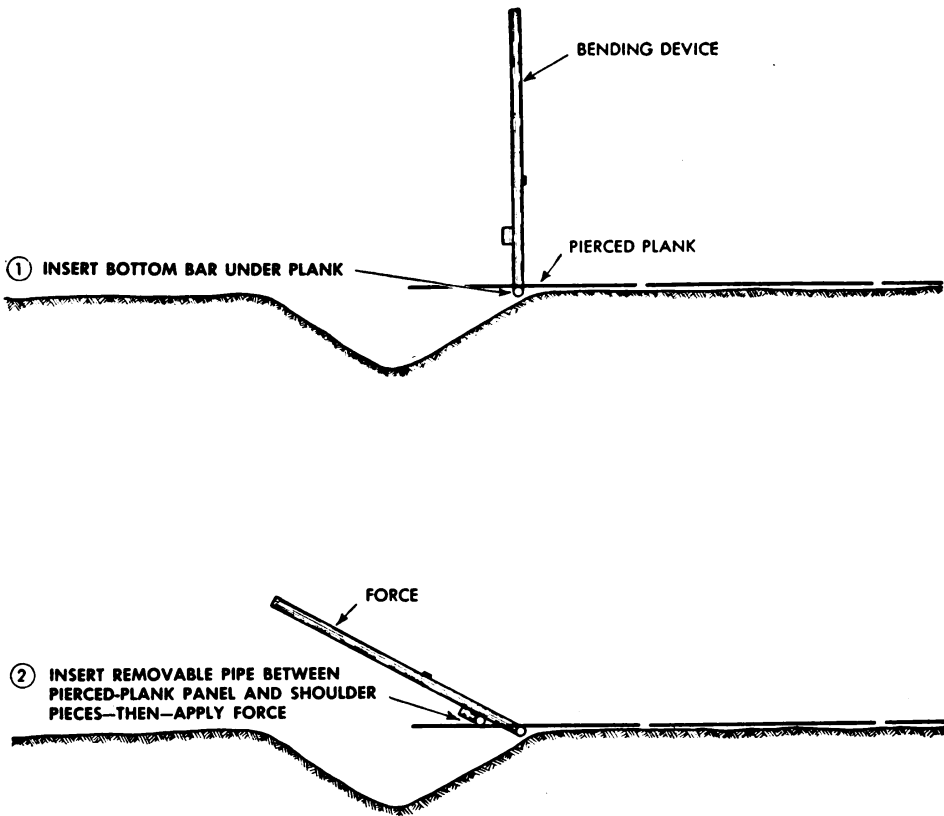 BENDING DEVICE
PIERCED PLANK
① INSERT BOTTOM BAR UNDER PLANK
FORCE
② INSERT REMOVABLE PIPE BETWEEN
PIERCED-PLANK PANEL AND SHOULDER
PIECES—THEN—APPLY FORCE